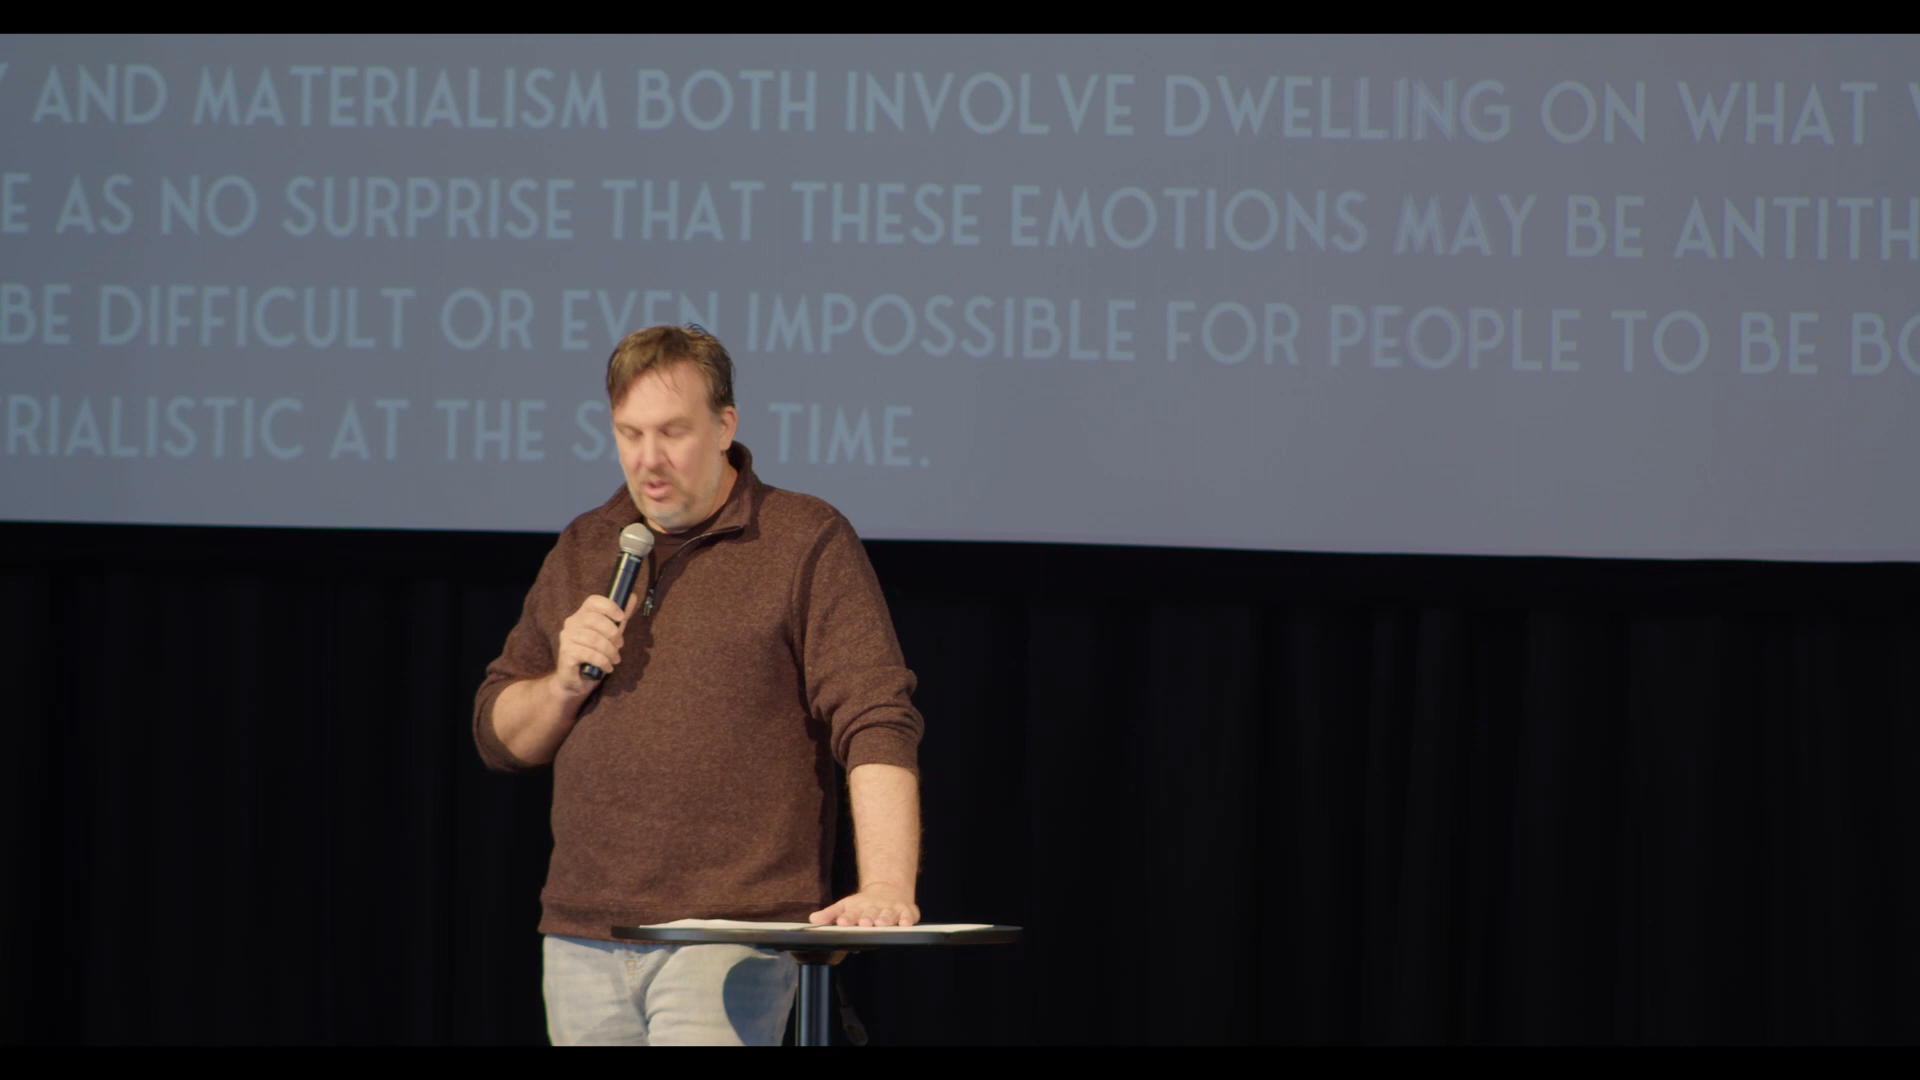 AND MATERIALISM BOTH INVOLVE DWELLING ON WHAT
AS NO SURPRISE THAT THESE EMOTIONS MAY BE ANTITH
BE DIFFICULT OR EVEN IMPOSSIBLE FOR PEOPLE TO BE BO
RIALISTIC AT THE S TIME.